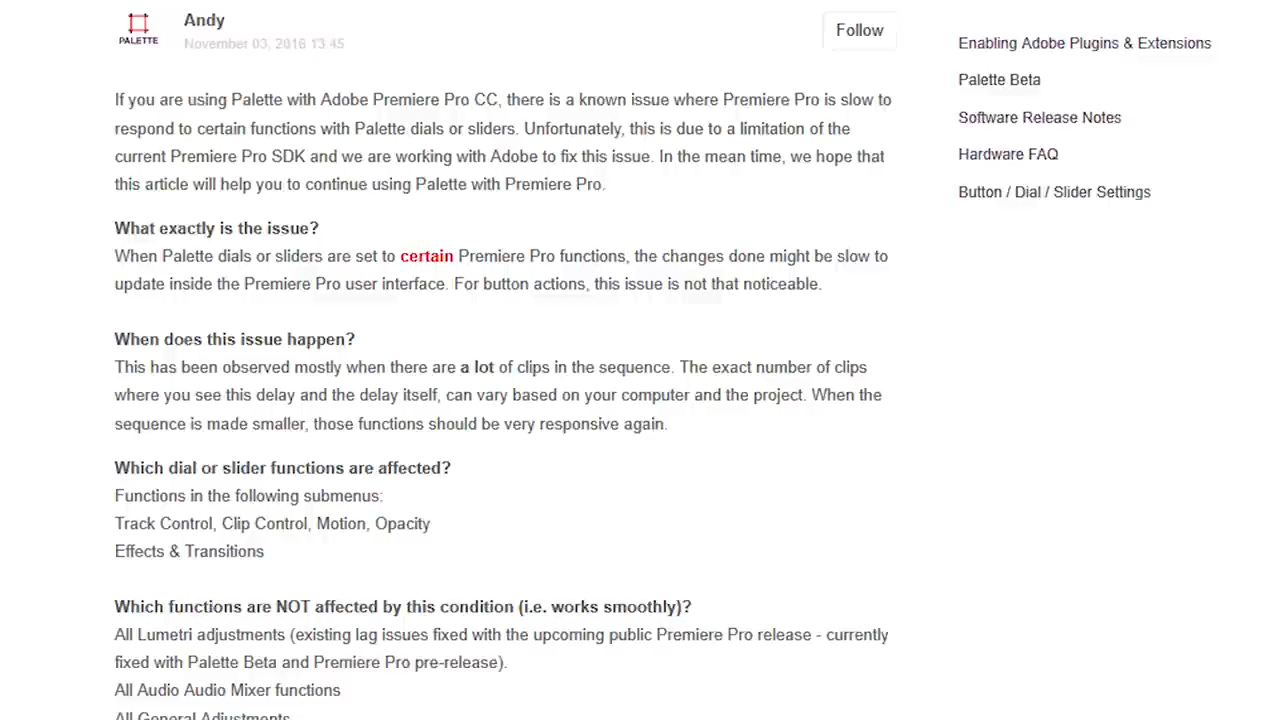 PALETTE
Andy
November 03, 2016 13:45
Follow
If you are using Palette with Adobe Premiere Pro CC, there is a known issue where Premiere Pro is slow to
respond to certain functions with Palette dials or sliders. Unfortunately, this is due to a limitation of the
current Premiere Pro SDK and we are working with Adobe to fix this issue. In the mean time, we hope that
this article will help you to continue using Palette with Premiere Pro.
What exactly is the issue?
When Palette dials or sliders are set to certain Premiere Pro functions, the changes done might be slow to
update inside the Premiere Pro user interface. For button actions, this issue is not that noticeable.
When does this issue happen?
This has been observed mostly when there are a lot of clips in the sequence. The exact number of clips
where you see this delay and the delay itself, can vary based on your computer and the project. When the
sequence is made smaller, those functions should be very responsive again.
Which dial or slider functions are affected?
Functions in the following submenus:
Track Control, Clip Control, Motion, Opacity
Effects & Transitions
Which functions are NOT affected by this condition (i.e. works smoothly)?
All Lumetri adjustments (existing lag issues fixed with the upcoming public Premiere Pro release - currently
fixed with Palette Beta and Premiere Pro pre-release).
All Audio Audio Mixer functions
All General Adjustments
Enabling Adobe Plugins & Extensions
Palette Beta
Software Release Notes
Hardware FAQ
Button / Dial / Slider Settings